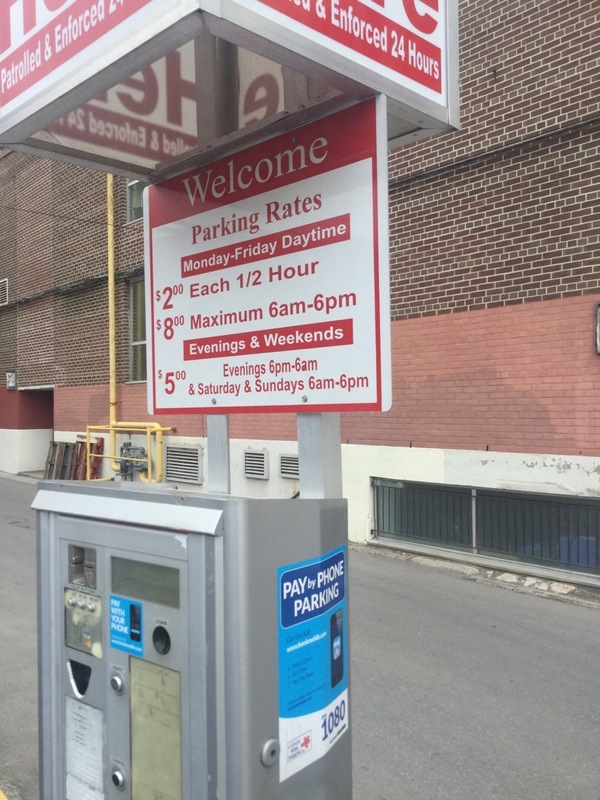 Patrolled & Enforced 24
& Enforced 24 Hours
Welcome
Parking Rates
Monday-Friday Daytime
$2.00 Each 1/2 Hour
$8.00 Maximum 6am-6pm
Evenings & Weekends
$5.00 Evenings 6pm-6am
& Saturday & Sundays 6am-6pm
PAY by PHONE
PARKING
1080
PAY
WITH
YOUR
PHONE